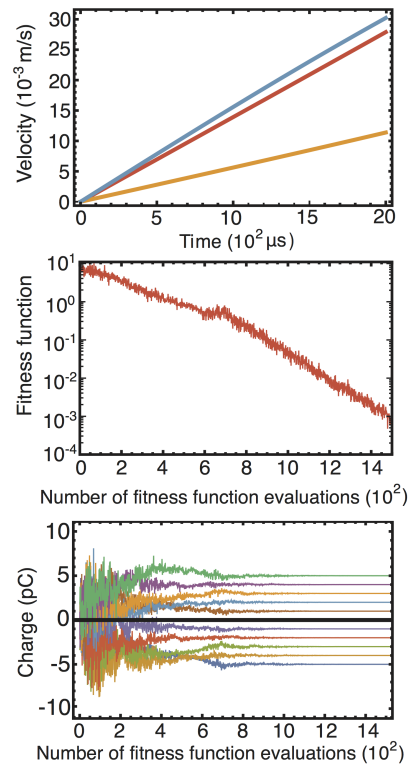 30
25
20
15
10
5
0
Velocity (10⁻³ m/s)
0 5 10 15 20
Time (10² μs)
10¹
10⁰
10⁻¹
10⁻²
10⁻³
10⁻⁴
Fitness function
0 2 4 6 8 10 12 14
Number of fitness function evaluations (10²)
10
5
0
-5
-10
Charge (pC)
0 2 4 6 8 10 12 14
Number of fitness function evaluations (10²)